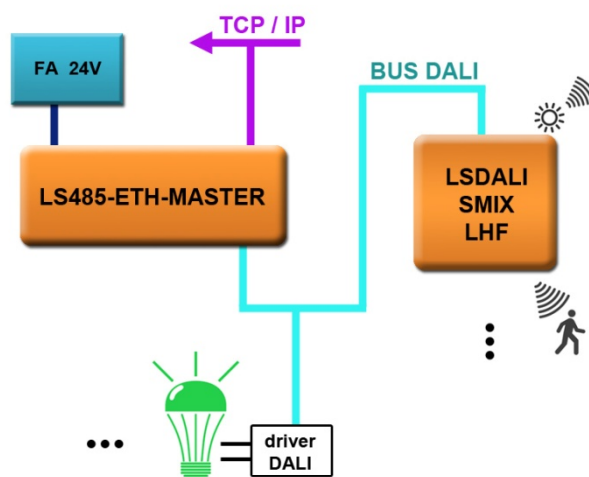 TCP / IP
FA 24V
BUS DALI
LS485-ETH-MASTER
LSDALI
SMIX
LHF
driver
DALI